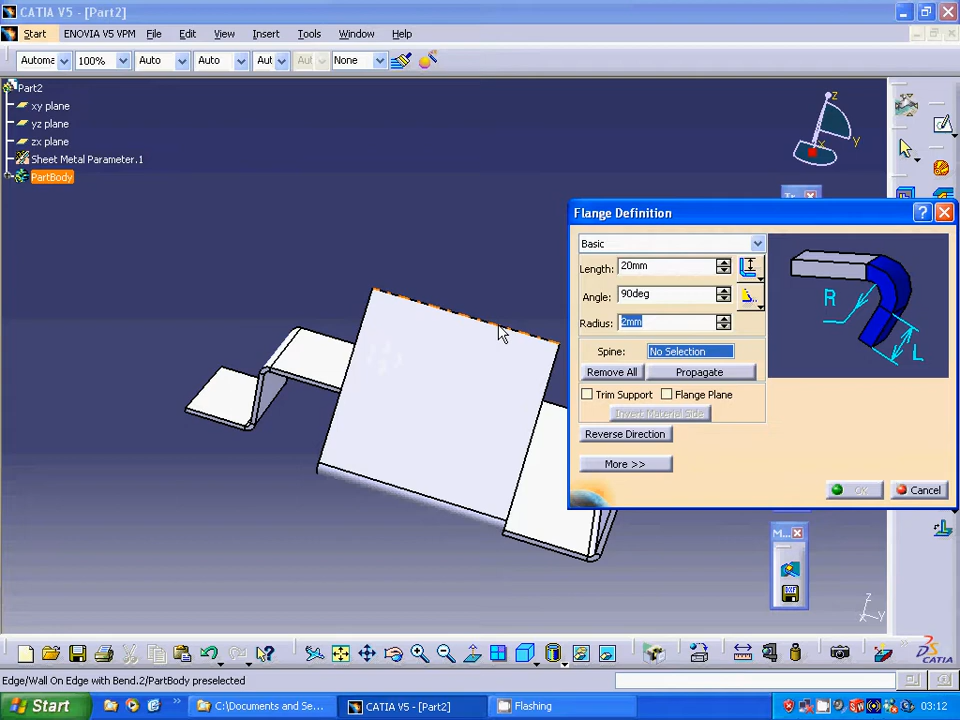 CATIA V5 - [Part2]
Start ENOVIA V5 VPM File Edit View Insert Tools Window Help
Automa 100% Auto Auto Aut Aut None
Part2
xy plane
yz plane
zx plane
Sheet Metal Parameter.1
PartBody
z
y
x
Flange Definition
Basic
Length: 20mm
Angle: 90deg
Radius: 2mm
R
L
Spine: No Selection
Remove All Propagate
Trim Support Flange Plane
Invert Material Side
Reverse Direction
More >>
OK Cancel
M...
DXF
z
y
CATIA
Edge/Wall On Edge with Bend.2/PartBody preselected
Start C:\Documents and Se... CATIA V5 - [Part2] Flashing 03:12